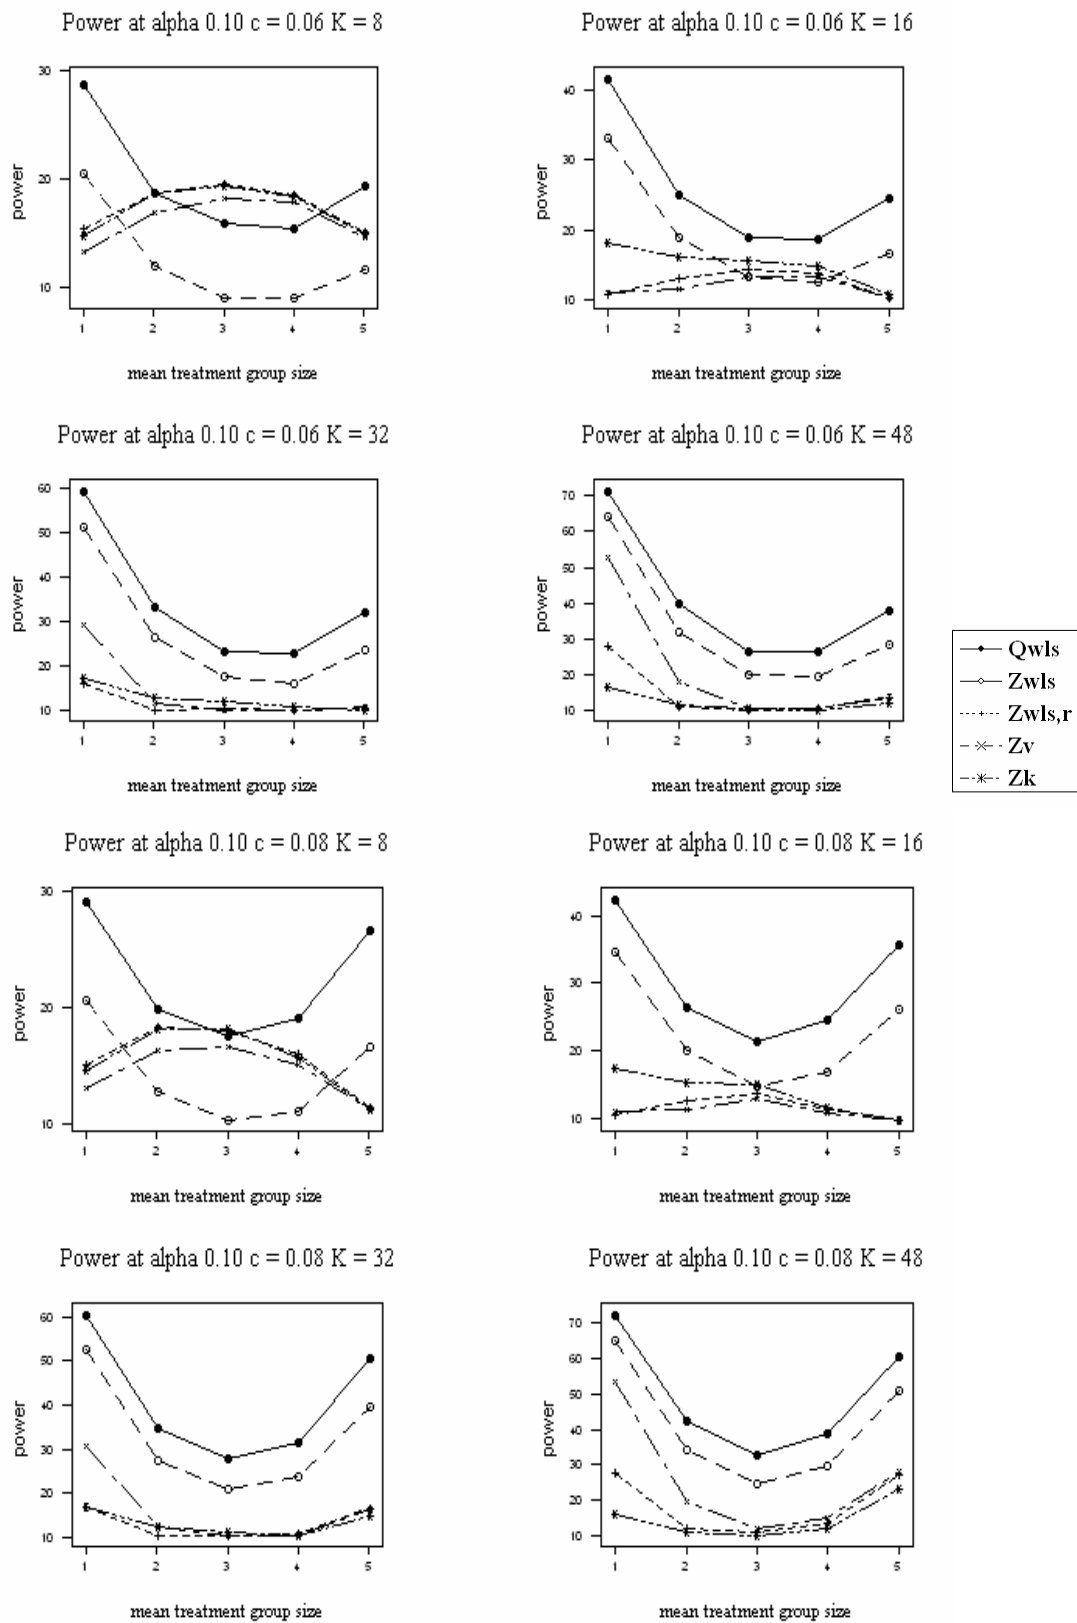 Power at alpha 0.10 c = 0.06 K = 8
30
20
10
power
1 2 3 4 5
mean treatment group size
Power at alpha 0.10 c = 0.06 K = 16
40
30
20
10
power
1 2 3 4 5
mean treatment group size
Power at alpha 0.10 c = 0.06 K = 32
60
50
40
30
20
10
power
1 2 3 4 5
mean treatment group size
Power at alpha 0.10 c = 0.06 K = 48
70
60
50
40
30
20
10
power
1 2 3 4 5
mean treatment group size
Qwls
Zwls
Zwls,r
Zv
Zk
Power at alpha 0.10 c = 0.08 K = 8
30
20
10
power
1 2 3 4 5
mean treatment group size
Power at alpha 0.10 c = 0.08 K = 16
40
30
20
10
power
1 2 3 4 5
mean treatment group size
Power at alpha 0.10 c = 0.08 K = 32
60
50
40
30
20
10
power
1 2 3 4 5
mean treatment group size
Power at alpha 0.10 c = 0.08 K = 48
70
60
50
40
30
20
10
power
1 2 3 4 5
mean treatment group size